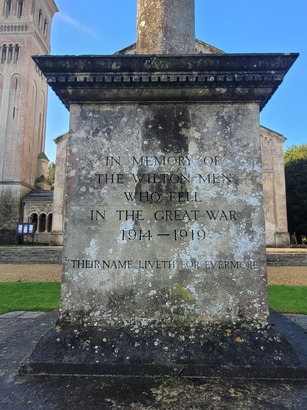 IN MEMORY OF
THE WILTON MEN
WHO FELL
IN THE GREAT WAR
1914—1919
THEIR NAME LIVETH FOR EVERMORE